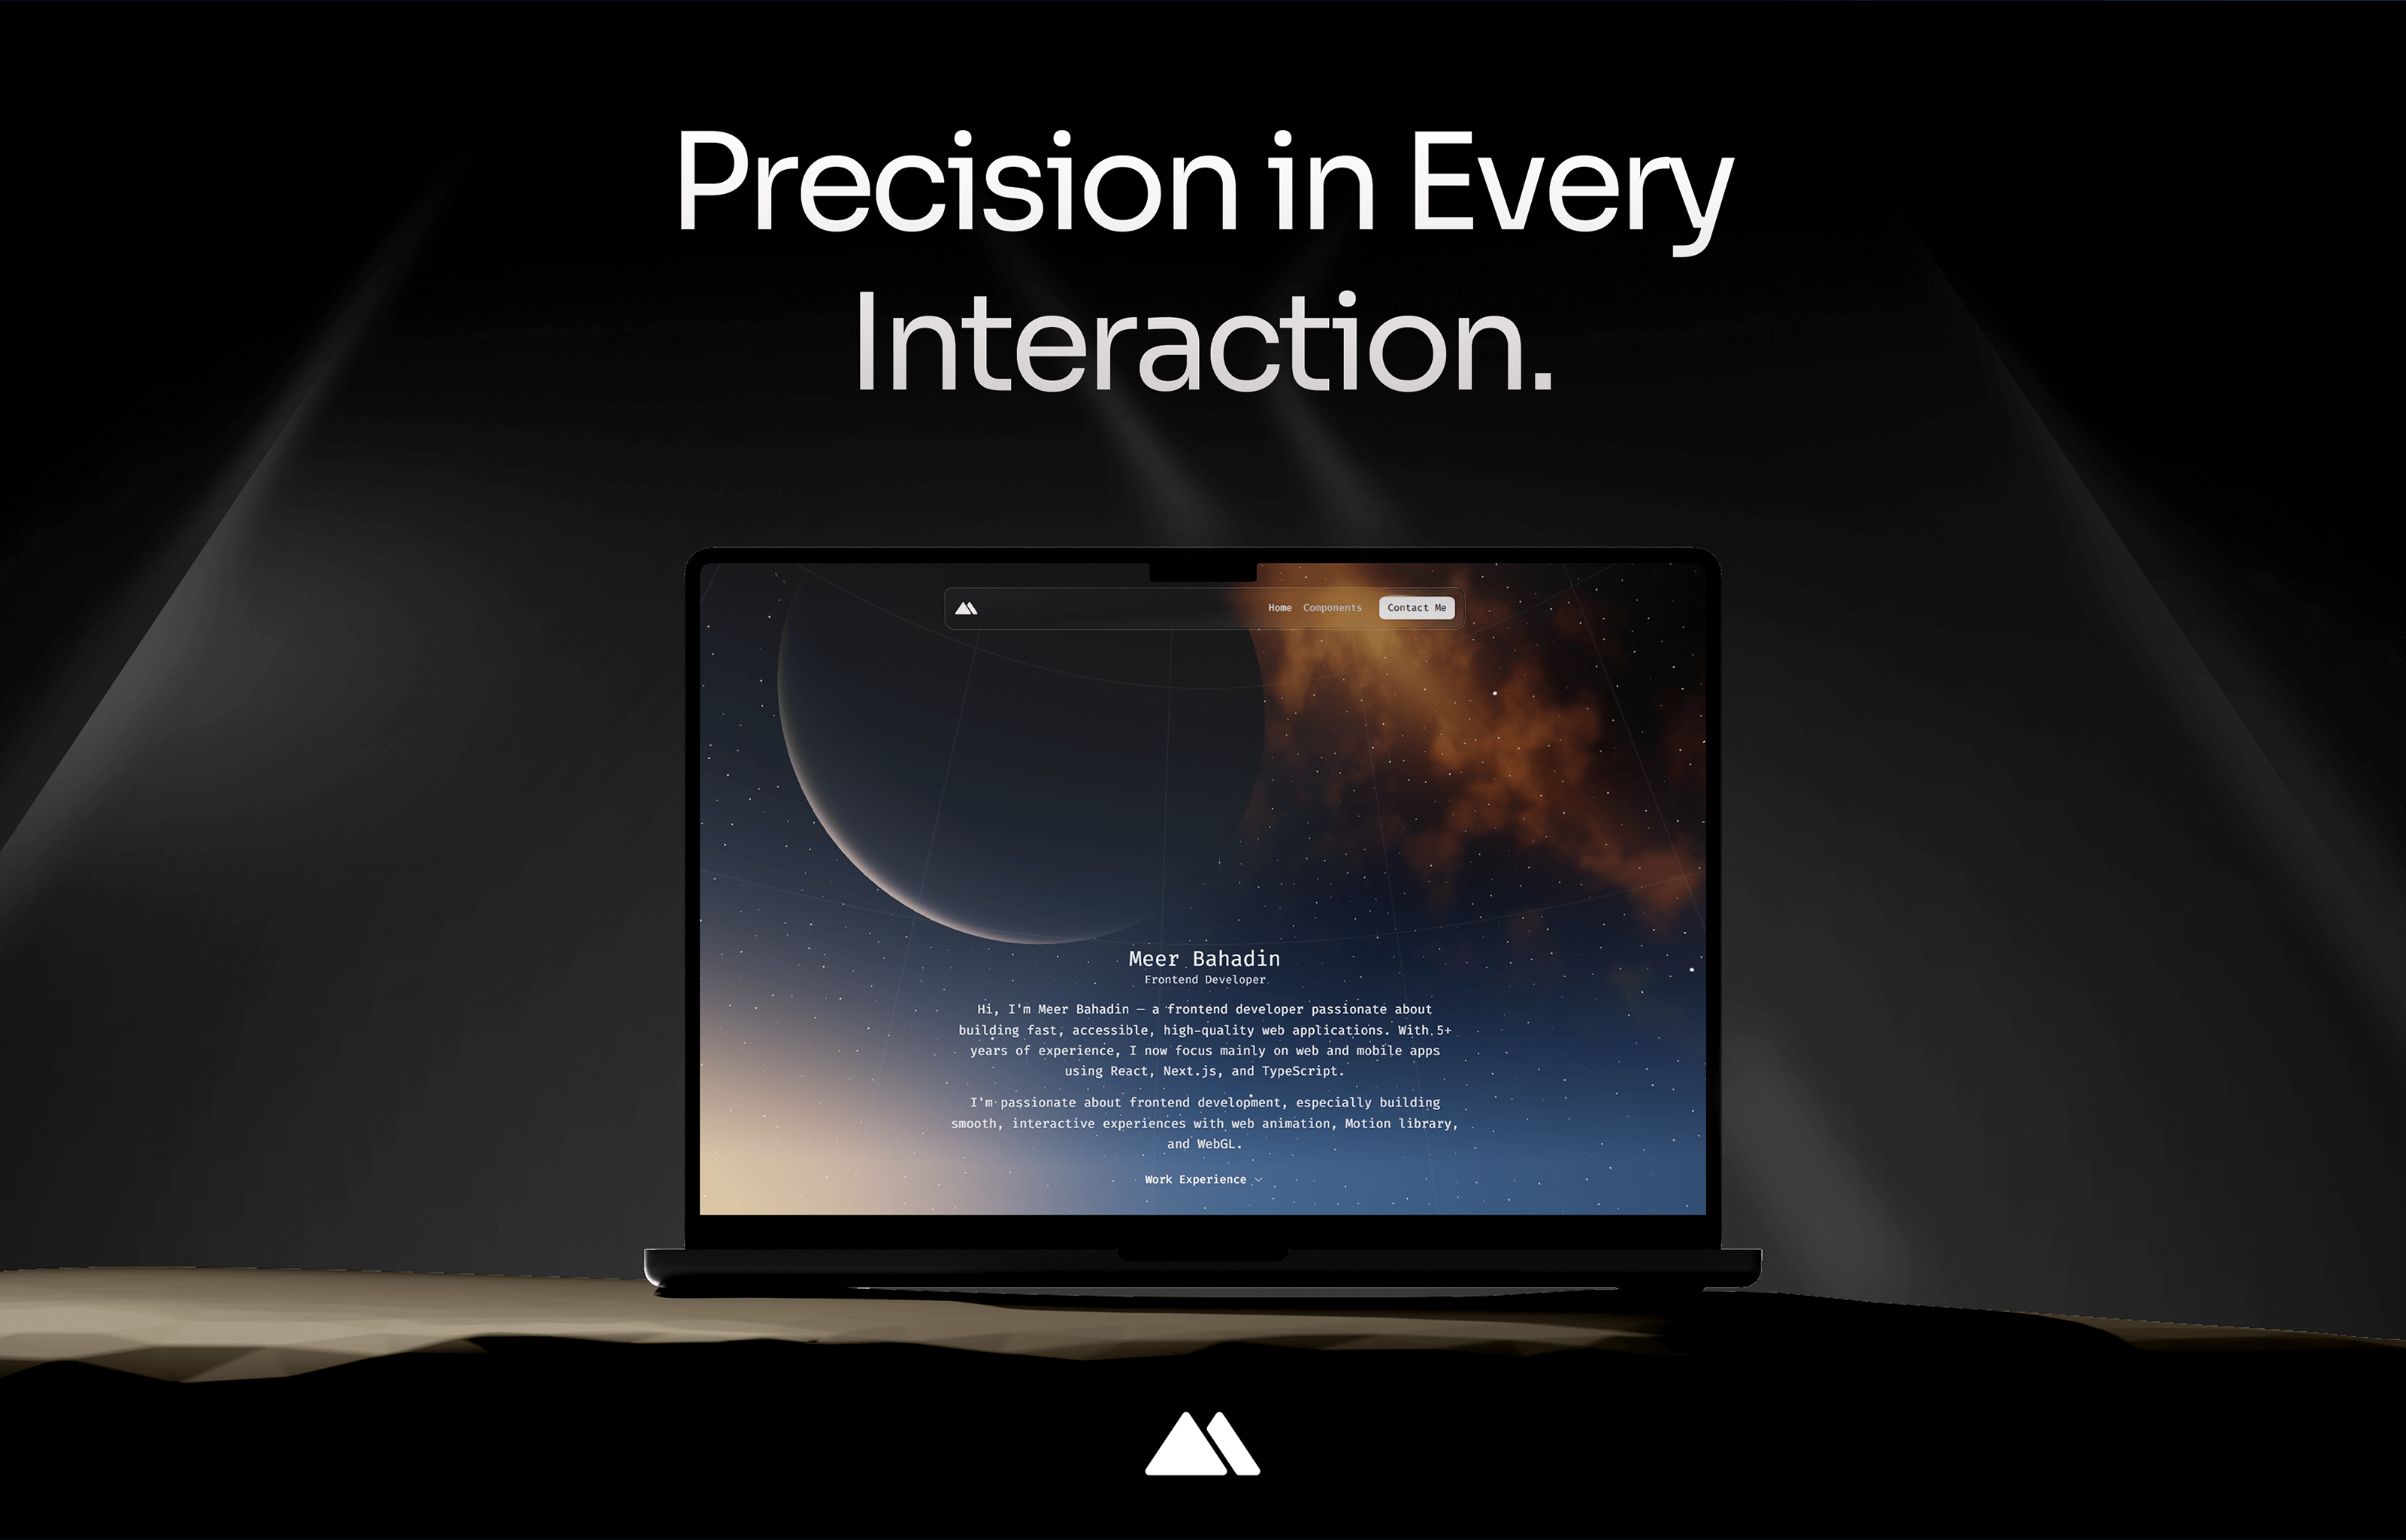 Precision in Every
Interaction.
Home Components Contact Me
Meer Bahadin
Frontend Developer
Hi, I'm Meer Bahadin — a frontend developer passionate about
building fast, accessible, high-quality web applications. With 5+
years of experience, I now focus mainly on web and mobile apps
using React, Next.js, and TypeScript.
I'm passionate about frontend development, especially building
smooth, interactive experiences with web animation, Motion library,
and WebGL.
Work Experience